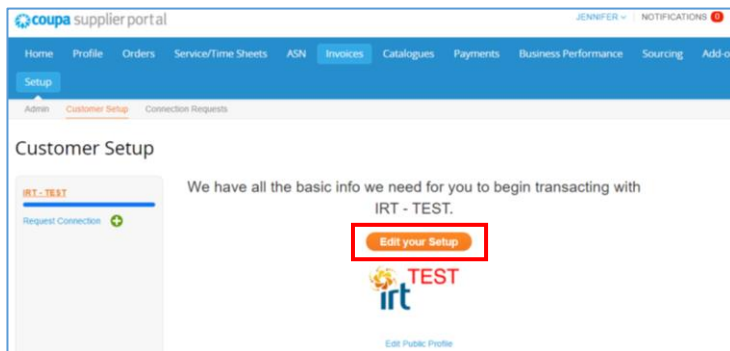 coupa supplier portal
JENNIFER NOTIFICATIONS 0
Home Profile Orders Service/Time Sheets ASN Invoices Catalogues Payments Business Performance Sourcing Add-o
Setup
Admin Customer Setup Connection Requests
Customer Setup
IRT - TEST
Request Connection
We have all the basic info we need for you to begin transacting with
IRT - TEST.
Edit your Setup
TEST
irt
Edit Public Profile